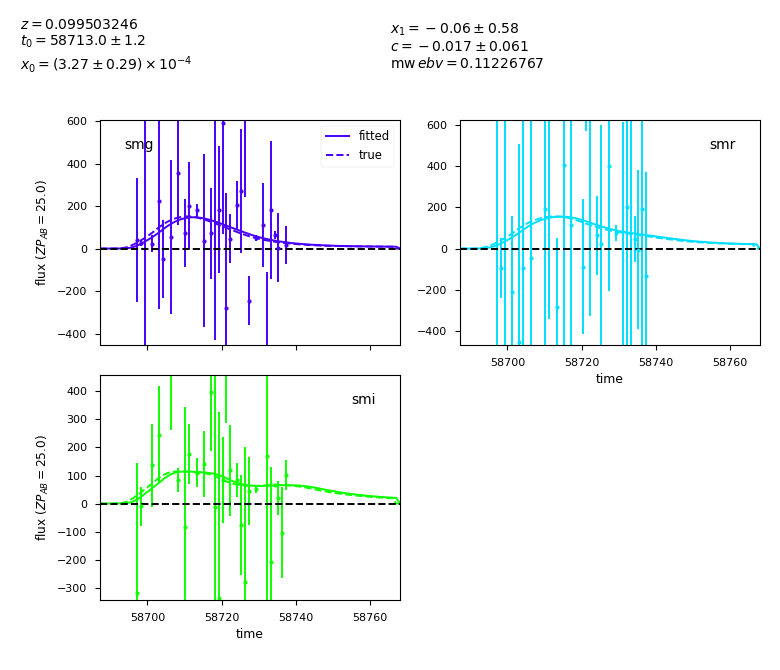 z = 0.099503246
t₀ = 58713.0 ± 1.2
x₀ = (3.27 ± 0.29) × 10⁻⁴
x₁ = −0.06 ± 0.58
c = −0.017 ± 0.061
mw ebv = 0.11226767
600
400
200
0
−200
−400
flux (ZP_AB = 25.0)
smg
fitted
true
600
400
200
0
−200
−400
smr
58700
58720
58740
58760
time
400
300
200
100
0
−100
−200
−300
flux (ZP_AB = 25.0)
smi
58700
58720
58740
58760
time